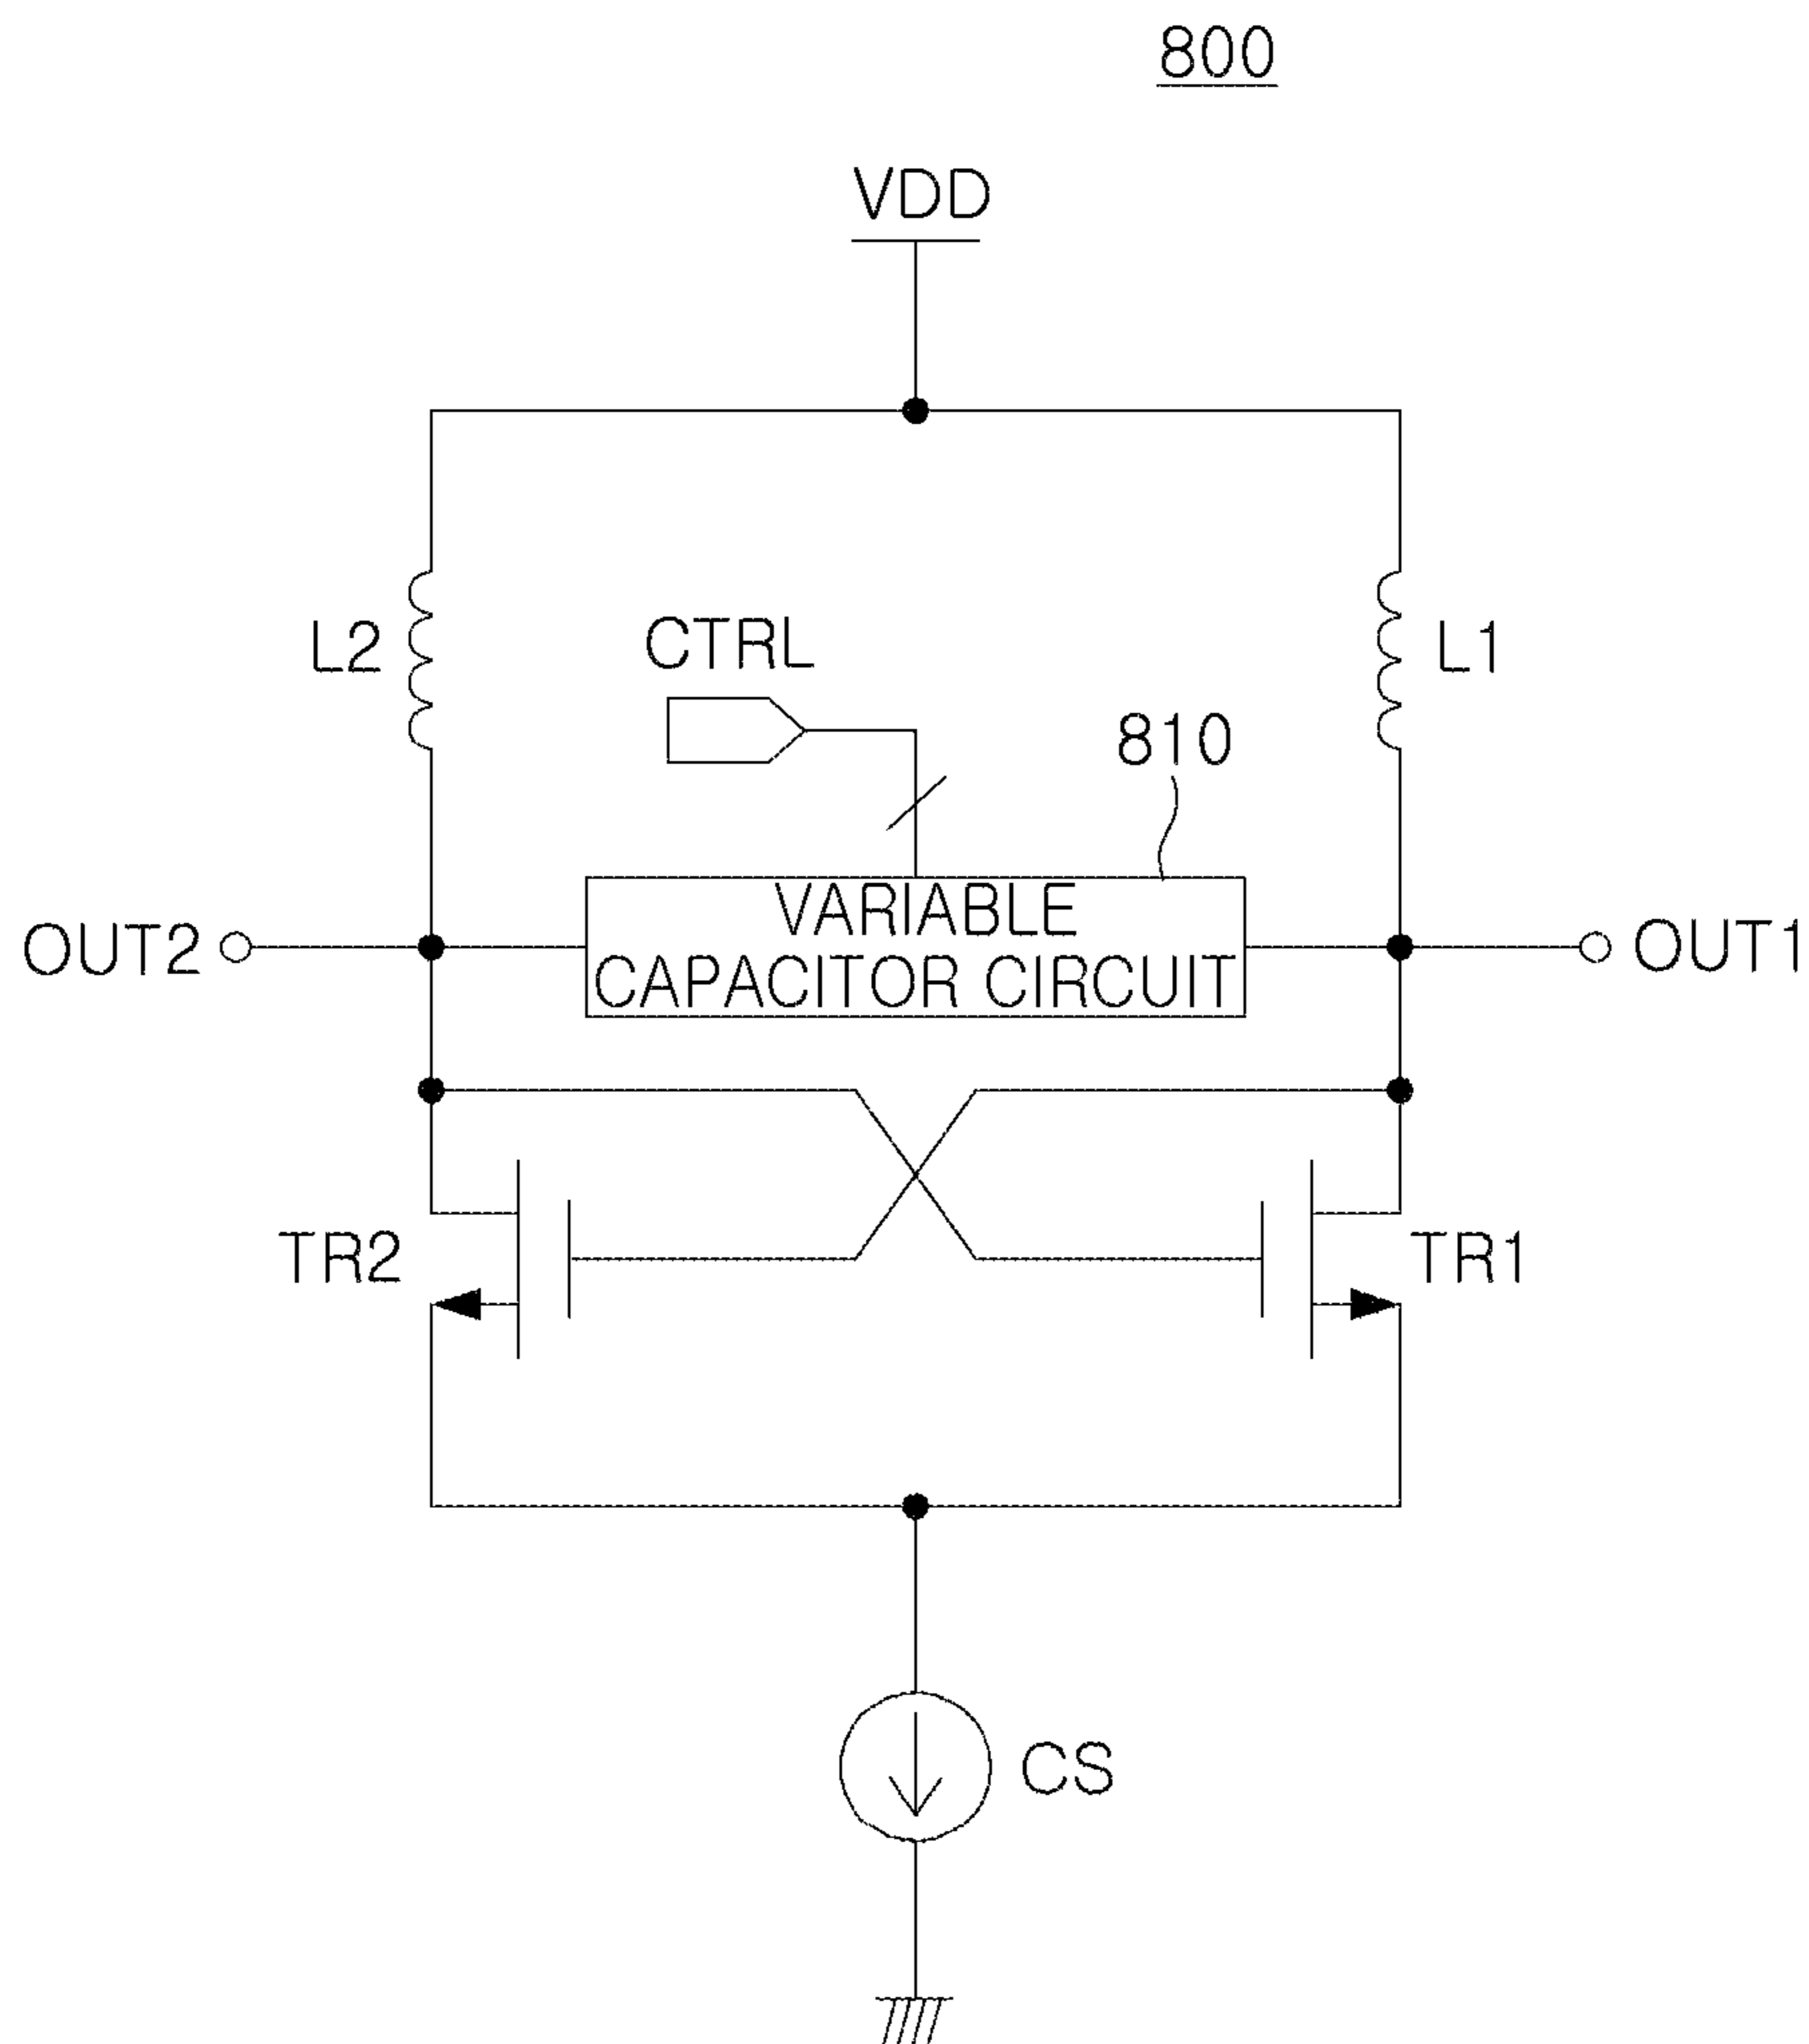 800
VDD
L2
CTRL
L1
810
VARIABLE
CAPACITOR CIRCUIT
OUT2
OUT1
TR2
TR1
CS